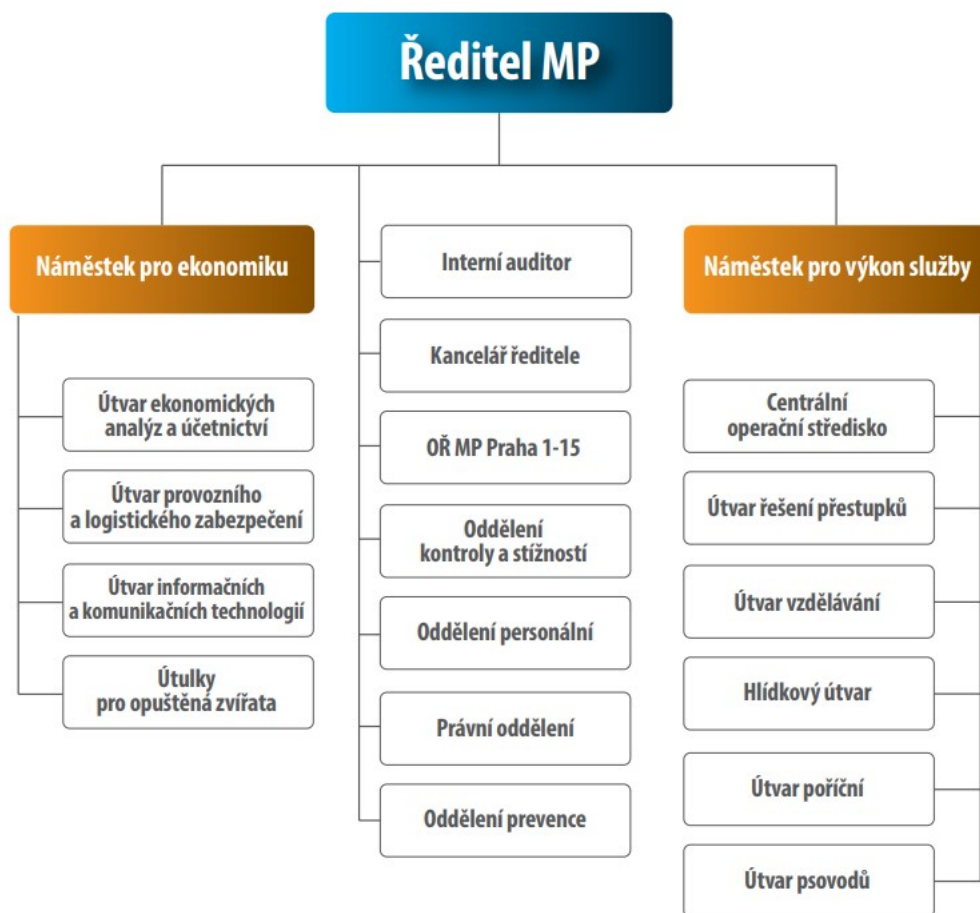 Ředitel MP
Náměstek pro ekonomiku
Útvar ekonomických
analýz a účetnictví
Útvar provozního
a logistického zabezpečení
Útvar informačních
a komunikačních technologií
Útulky
pro opuštěná zvířata
Interní auditor
Kancelář ředitele
OŘ MP Praha 1-15
Oddělení
kontroly a stížností
Oddělení personální
Právní oddělení
Oddělení prevence
Náměstek pro výkon služby
Centrální
operační středisko
Útvar řešení přestupků
Útvar vzdělávání
Hlídkový útvar
Útvar poříční
Útvar psovodů